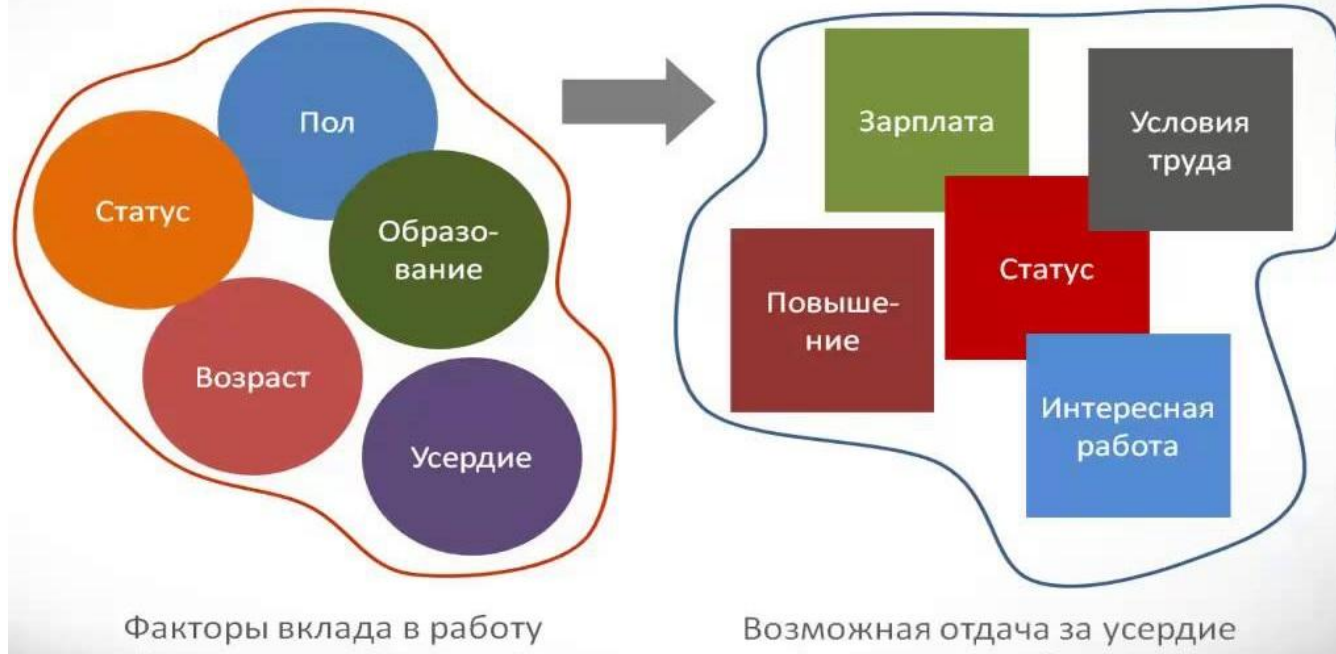 Пол
Статус
Образо-
вание
Возраст
Усердие
Факторы вклада в работу
Зарплата
Условия
труда
Статус
Повыше-
ние
Интересная
работа
Возможная отдача за усердие